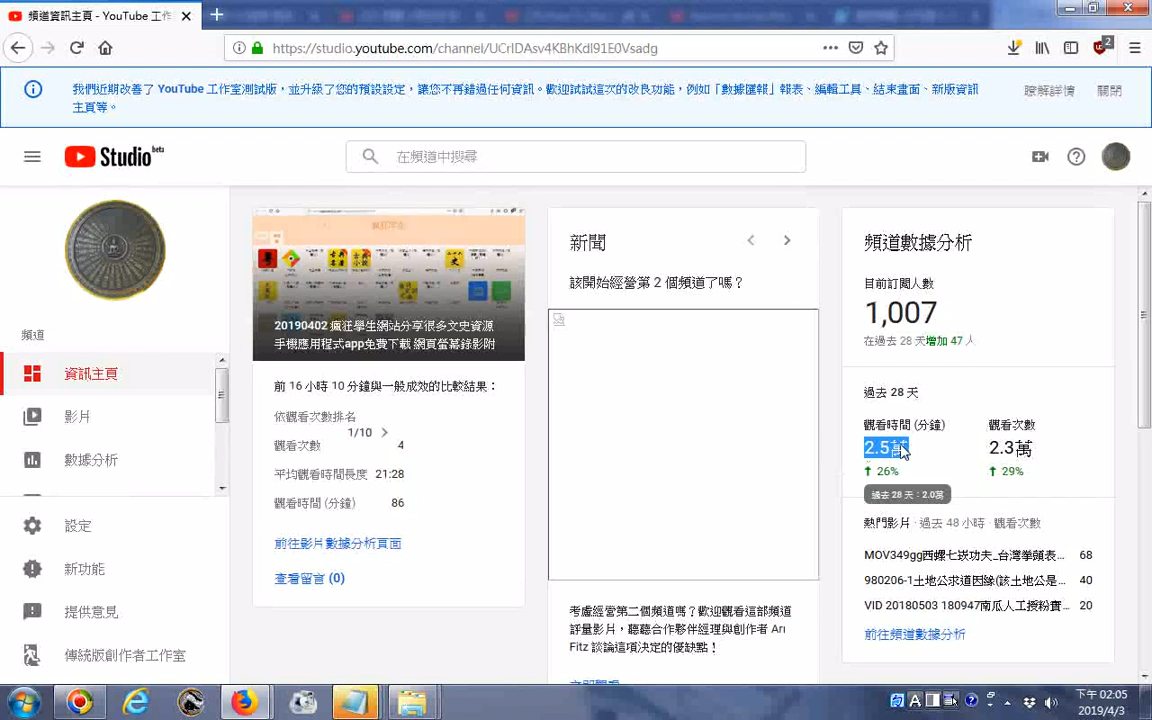 頻道資訊主頁 - YouTube 工作
https://studio.youtube.com/channel/UCrIDAsv4KBhKdl91E0Vsadg
2
我們近期改善了 YouTube 工作室測試版，並升級了您的預設設定，讓您不再錯過任何資訊。歡迎試試這次的改良功能，例如「數據匯報」報表、編輯工具、結束畫面、新版資訊
主頁等。
瞭解詳情
關閉
Studio beta
在頻道中搜尋
頻道
資訊主頁
影片
數據分析
設定
新功能
提供意見
傳統版創作者工作室
20190402 瘋狂學生網站分享很多文史資源
手機應用程式app免費下載 網頁螢幕錄影附
前 16 小時 10 分鐘與一般成效的比較結果：
依觀看次數排名
1/10
觀看次數 4
平均觀看時間長度 21:28
觀看時間 (分鐘) 86
前往影片數據分析頁面
查看留言 (0)
新聞
該開始經營第 2 個頻道了嗎？
考慮經營第二個頻道嗎？歡迎觀看這部頻道
評量影片，聽聽合作夥伴經理與創作者 Ari
Fitz 談論這項決定的優缺點！
頻道數據分析
目前訂閱人數
1,007
在過去 28 天增加 47 人
過去 28 天
觀看時間 (分鐘) 觀看次數
2.5萬 2.3萬
26% 29%
過去 28 天：2.0萬
熱門影片 · 過去 48 小時 · 觀看次數
MOV349gg西螺七崁功夫_台灣拳頻表... 68
980206-1土地公求道因緣(該土地公是... 40
VID 20180503 180947南瓜人工授粉實... 20
前往頻道數據分析
下午 02:05
2019/4/3